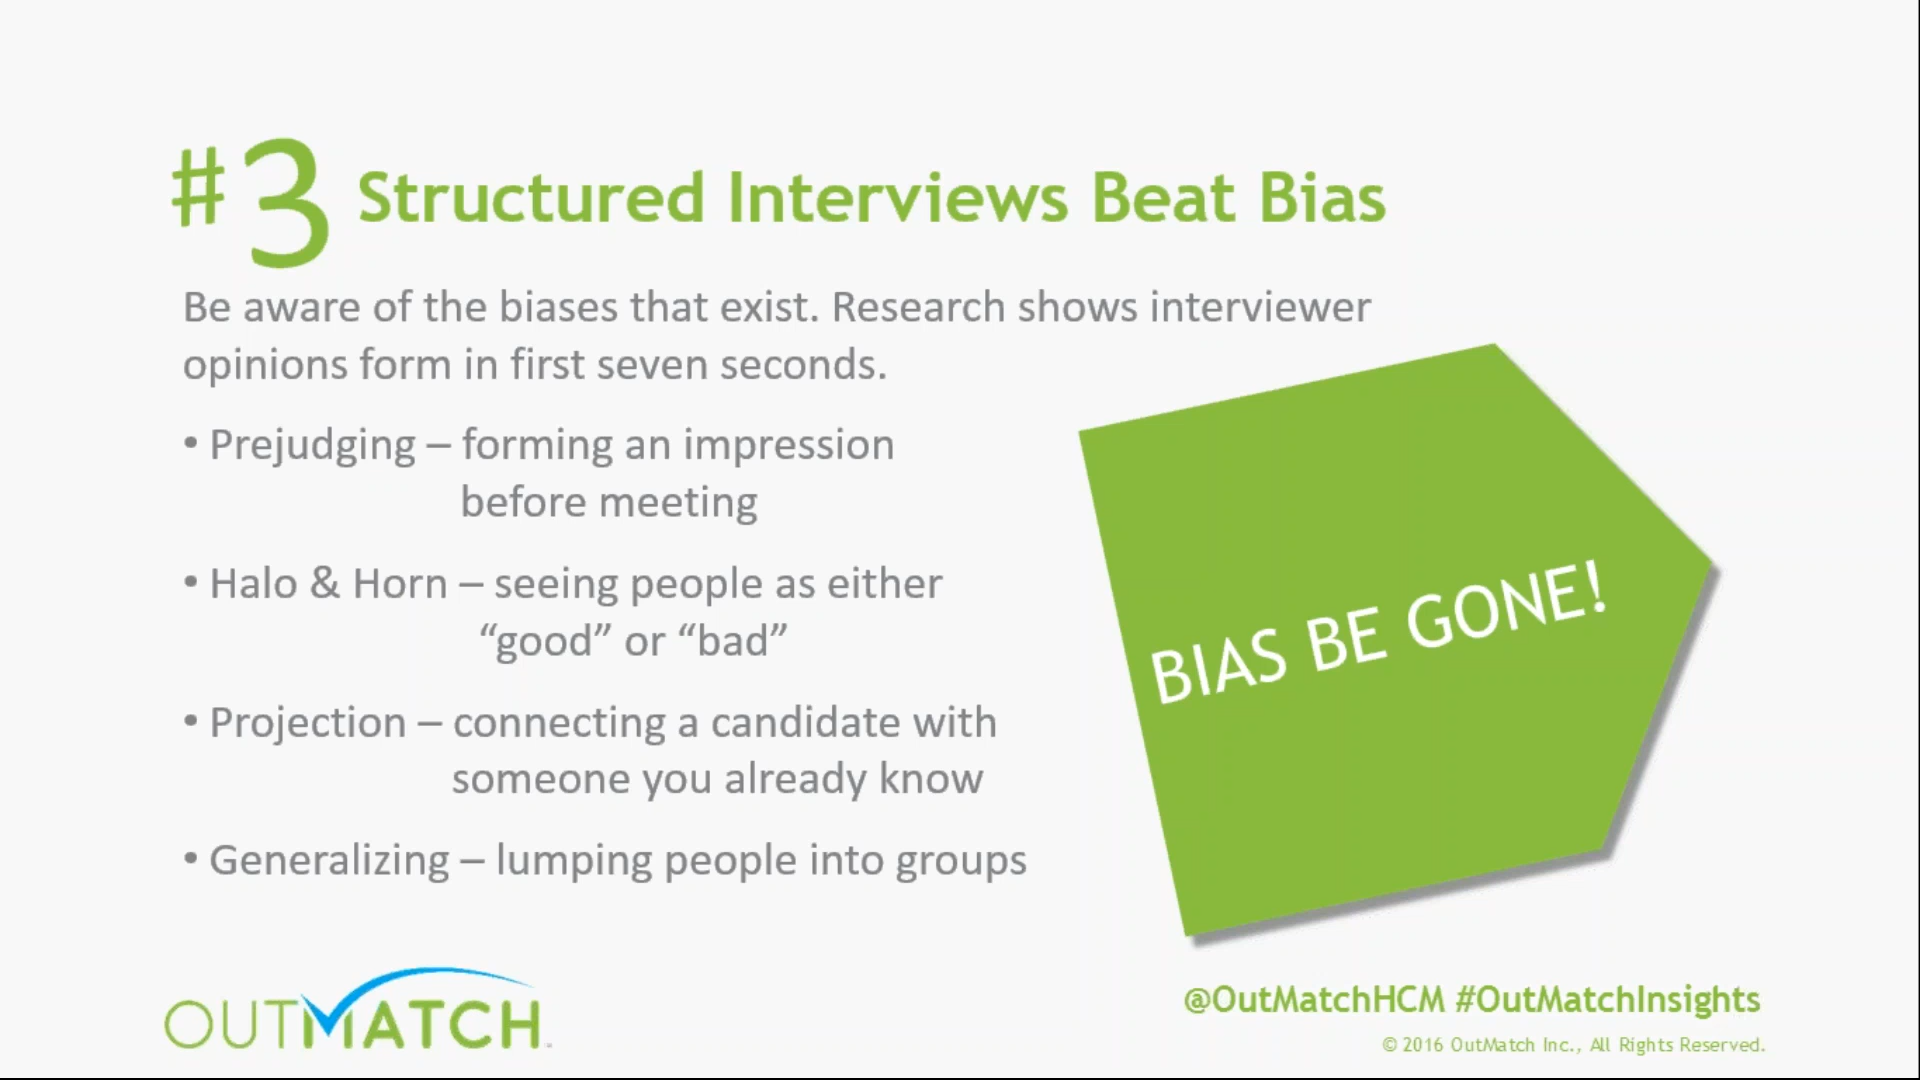 #3 Structured Interviews Beat Bias
Be aware of the biases that exist. Research shows interviewer
opinions form in first seven seconds.
• Prejudging – forming an impression
before meeting
• Halo & Horn – seeing people as either
“good” or “bad”
• Projection – connecting a candidate with
someone you already know
• Generalizing – lumping people into groups
BIAS BE GONE!
OUTMATCH
@OutMatchHCM #OutMatchInsights
© 2016 OutMatch Inc., All Rights Reserved.